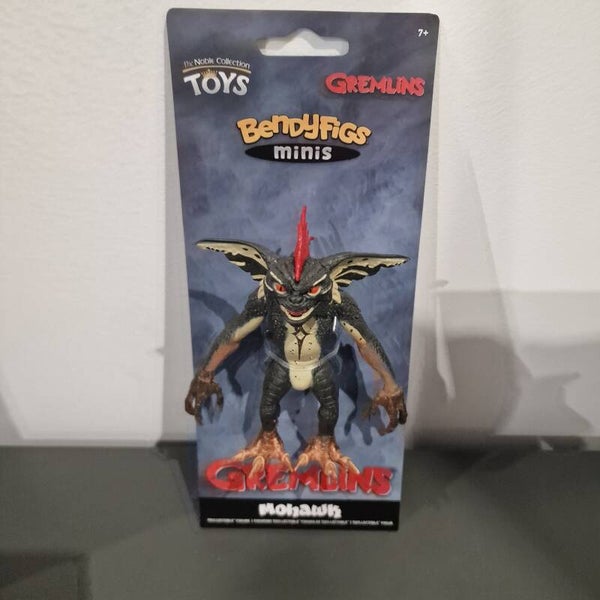 7+
The Noble Collection
TOYS
GREMLINS
BENDYFIGS
minis
GREMLINS
MOHAWK